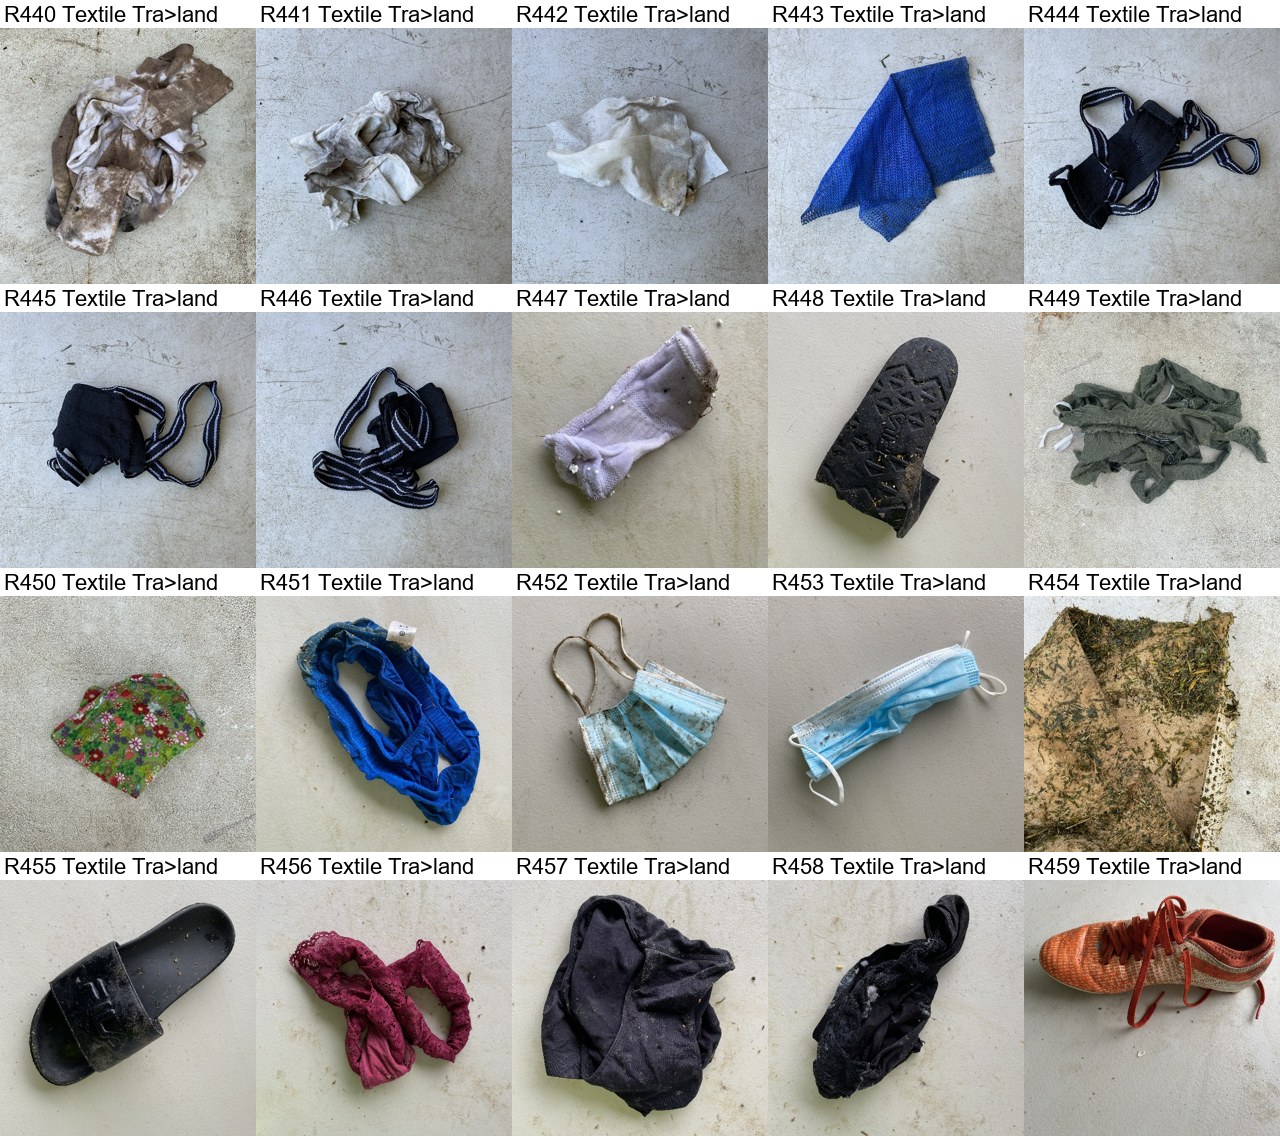 R440 Textile Tra>land
R441 Textile Tra>land
R442 Textile Tra>land
R443 Textile Tra>land
R444 Textile Tra>land
R445 Textile Tra>land
R446 Textile Tra>land
R447 Textile Tra>land
R448 Textile Tra>land
R449 Textile Tra>land
R450 Textile Tra>land
R451 Textile Tra>land
R452 Textile Tra>land
R453 Textile Tra>land
R454 Textile Tra>land
R455 Textile Tra>land
R456 Textile Tra>land
R457 Textile Tra>land
R458 Textile Tra>land
R459 Textile Tra>land